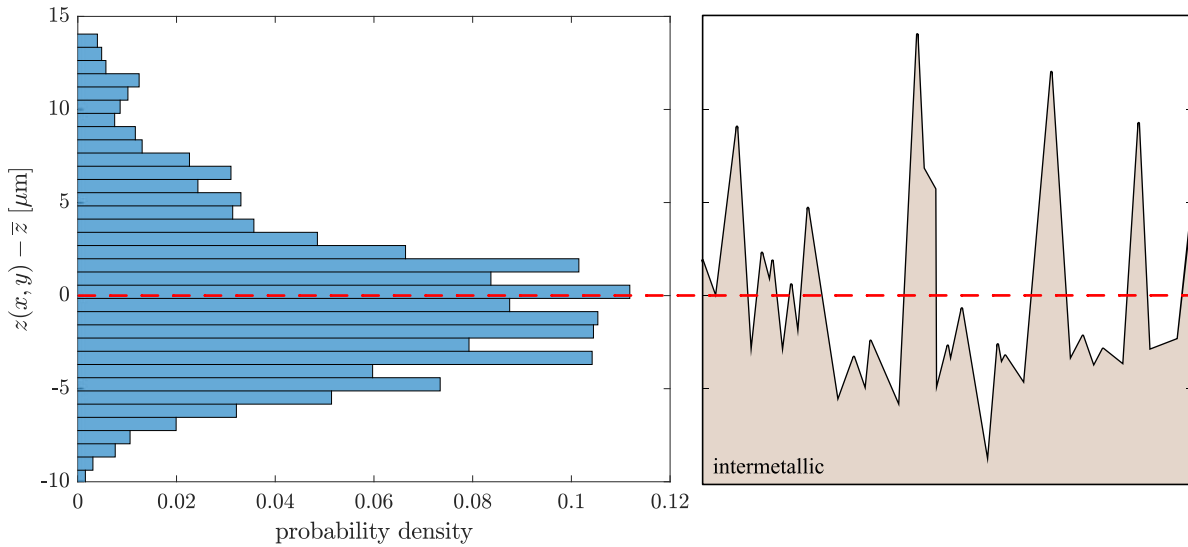 15
10
5
0
-5
-10
z(x, y) − z̅ [μm]
0 0.02 0.04 0.06 0.08 0.1 0.12
probability density
intermetallic